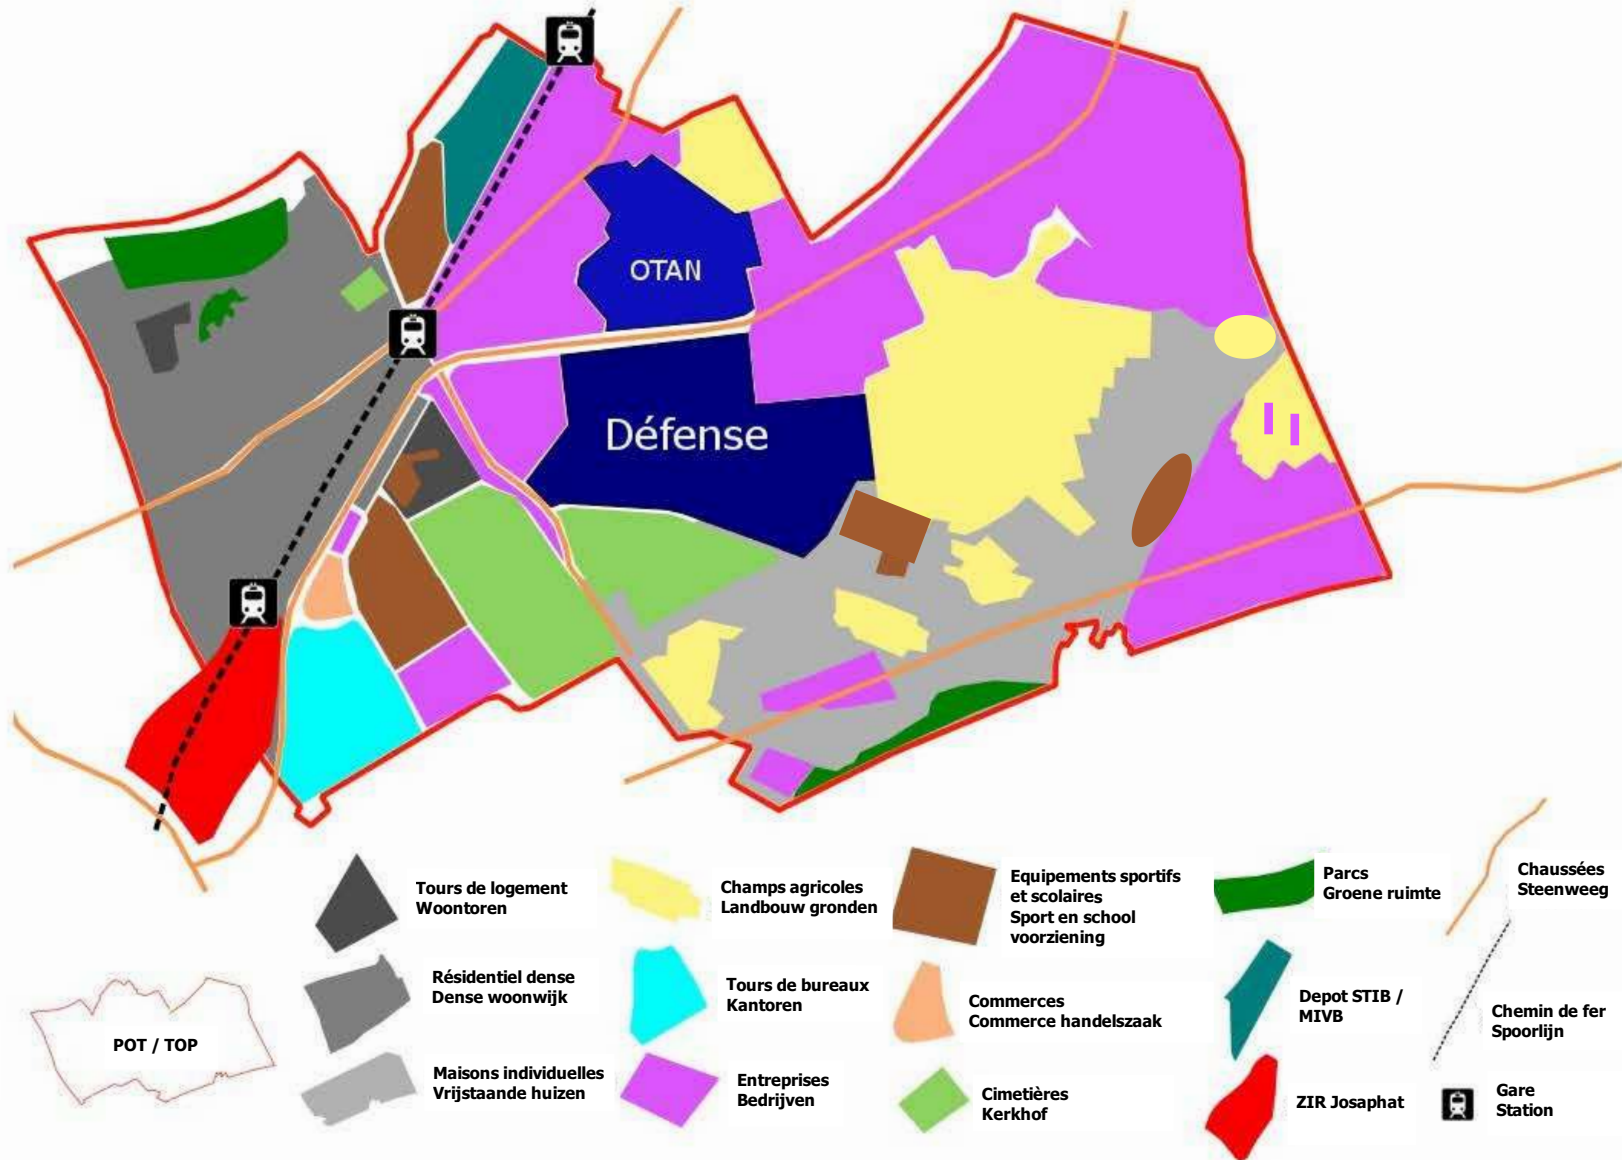 OTAN
Défense
Tours de logement
Woontoren
Champs agricoles
Landbouw gronden
Equipements sportifs
et scolaires
Sport en school
voorziening
Parcs
Groene ruimte
Chaussées
Steenweg
Résidentiel dense
Dense woonwijk
Tours de bureaux
Kantoren
Commerces
Commerce handelszaak
Depot STIB /
MIVB
Chemin de fer
Spoorlijn
POT / TOP
Maisons individuelles
Vrijstaande huizen
Entreprises
Bedrijven
Cimetières
Kerkhof
ZIR Josaphat
Gare
Station